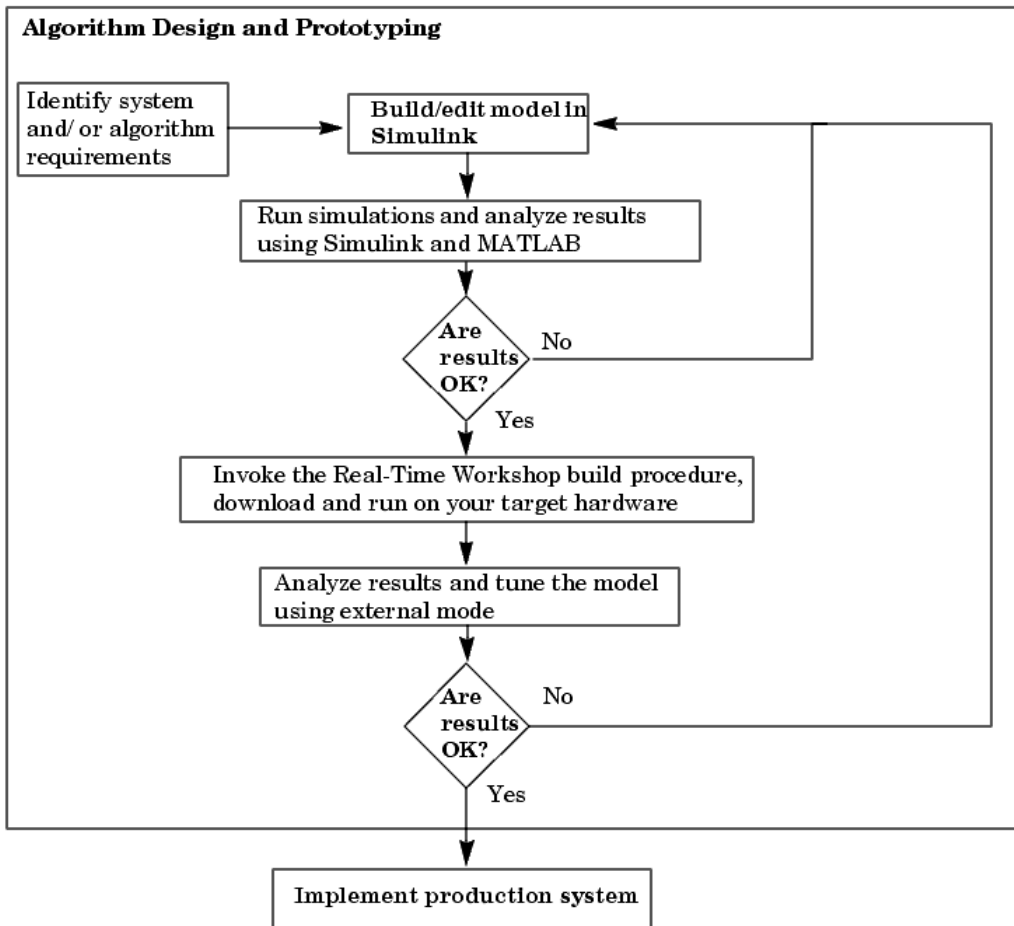 Algorithm Design and Prototyping
Identify system
and/ or algorithm
requirements
Build/edit model in
Simulink
Run simulations and analyze results
using Simulink and MATLAB
Are
results
OK?
No
Yes
Invoke the Real-Time Workshop build procedure,
download and run on your target hardware
Analyze results and tune the model
using external mode
Are
results
OK?
No
Yes
Implement production system